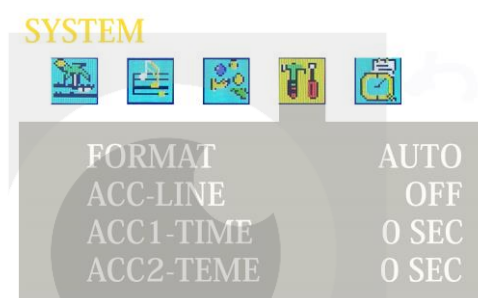 SYSTEM
FORMAT AUTO
ACC-LINE OFF
ACC1-TIME 0 SEC
ACC2-TEME 0 SEC